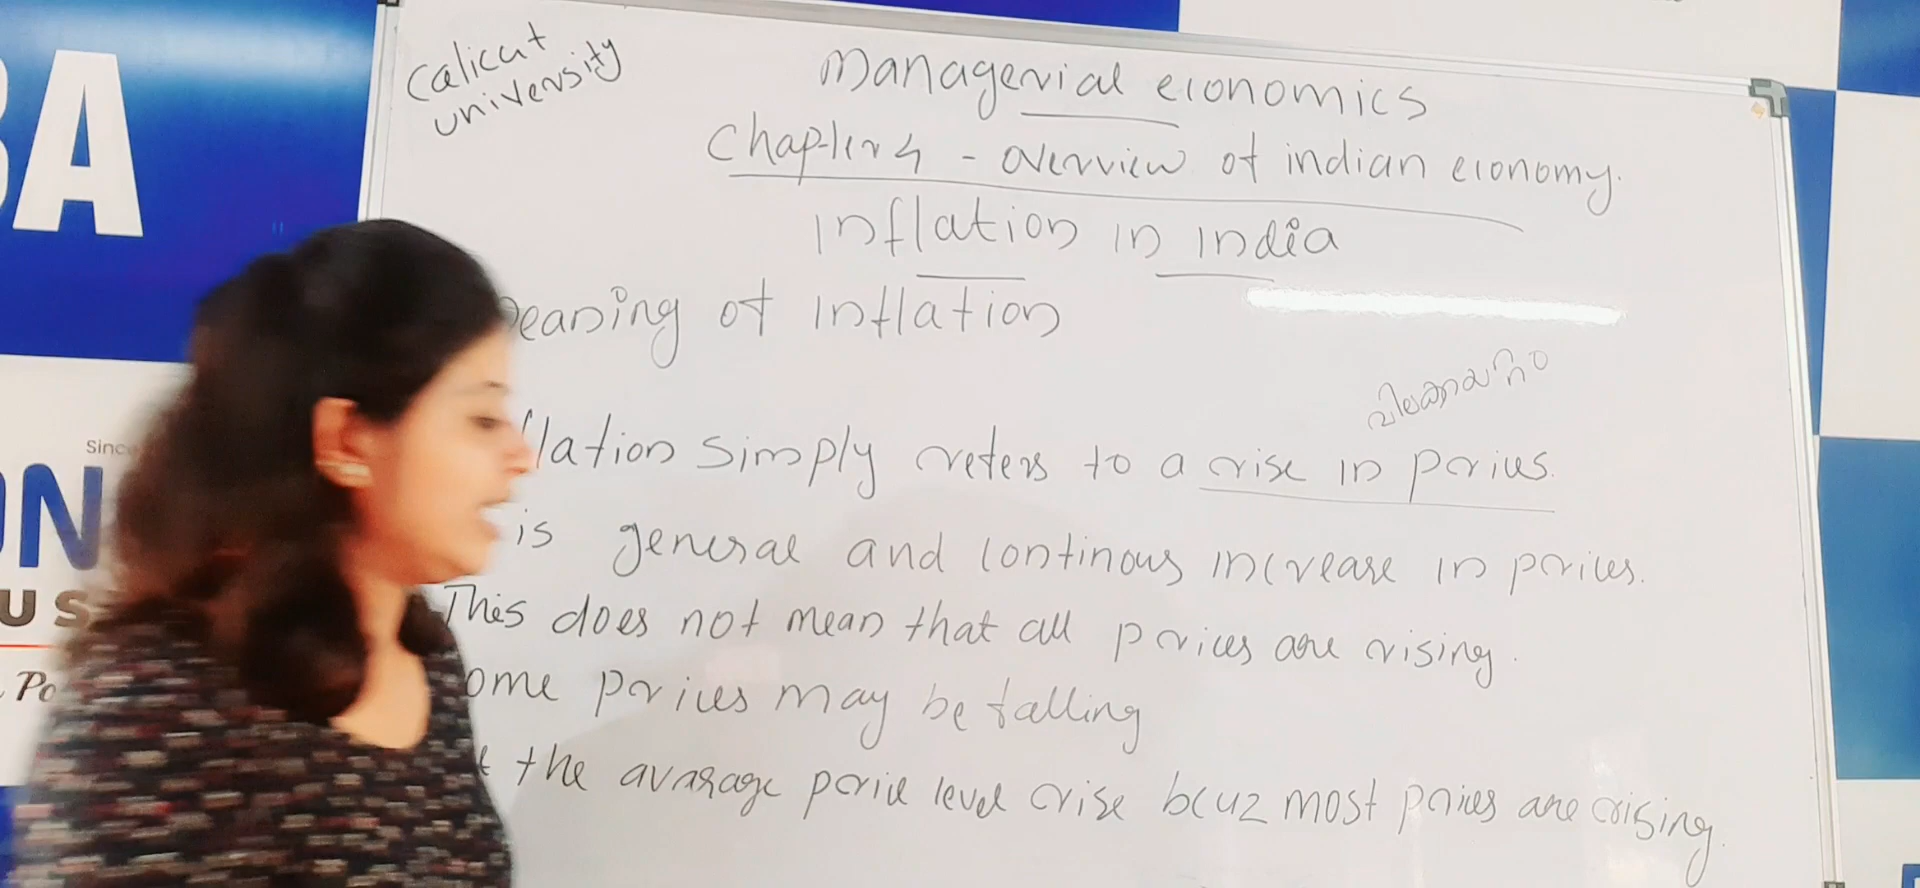 Calicut
university
Managerial economics
Chapter 4 - Overview of indian economy.
Inflation in india
meaning of inflation
വിലക്കയറ്റം
lation simply refers to a rise in prices.
is general and continous increase in prices.
This does not mean that all prices are rising.
ome prices may be falling
the avarage price level rise bcuz most prices are rising.
A
Since
ON
US
Po